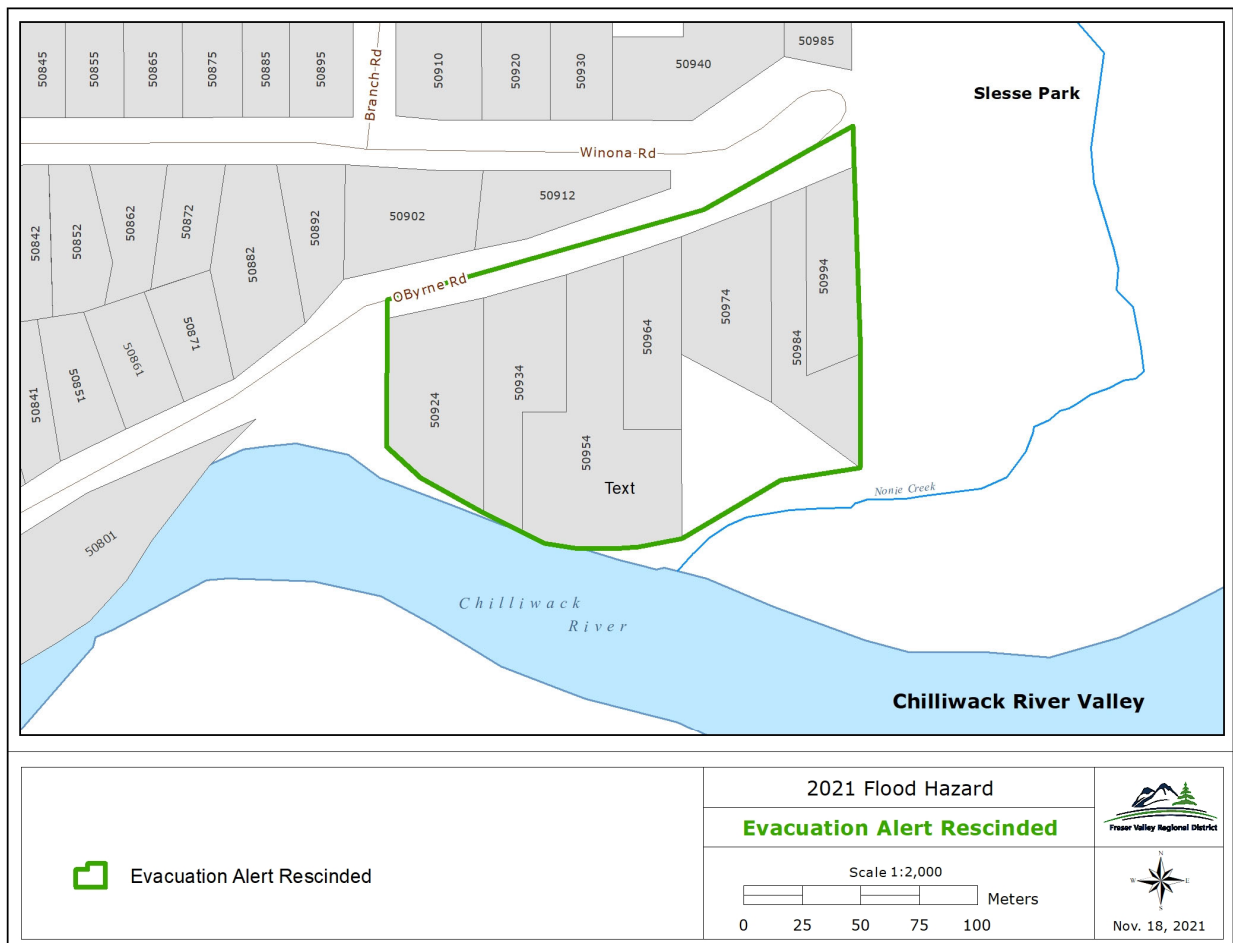 50845
50855
50865
50875
50885
50895
Branch Rd
50910
50920
50930
50940
50985
Slesse Park
Winona Rd
50842
50852
50862
50872
50882
50892
50902
50912
OByrne Rd
50841
50851
50861
50871
50924
50934
50964
50974
50984
50994
50954
Text
50801
Nonie Creek
Chilliwack
River
Chilliwack River Valley
Evacuation Alert Rescinded
2021 Flood Hazard
Evacuation Alert Rescinded
Scale 1:2,000
Meters
0 25 50 75 100
Fraser Valley Regional District
N
W E
S
Nov. 18, 2021